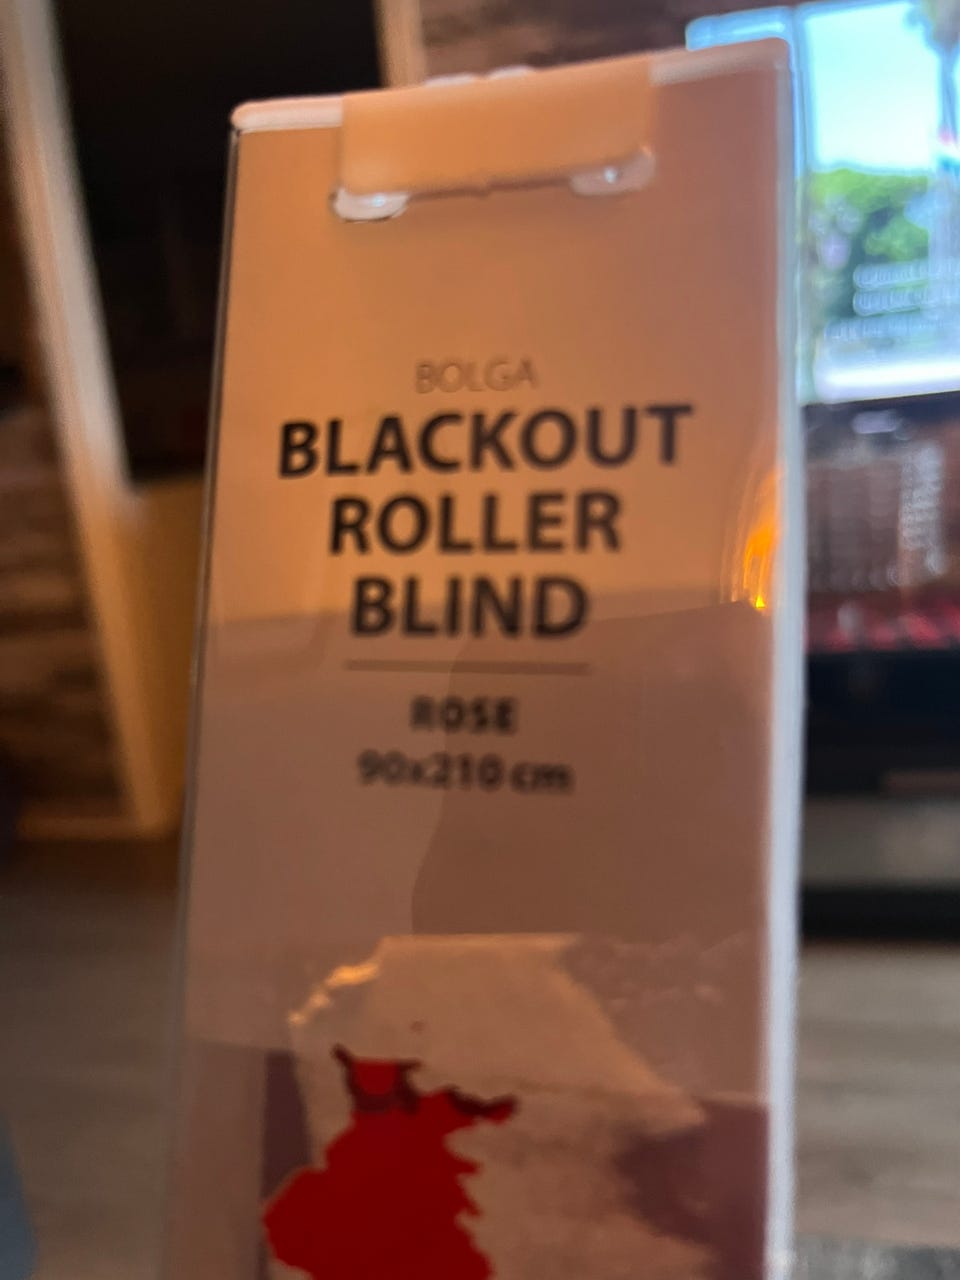 BOLGA
BLACKOUT
ROLLER
BLIND
ROSE
90x210 cm